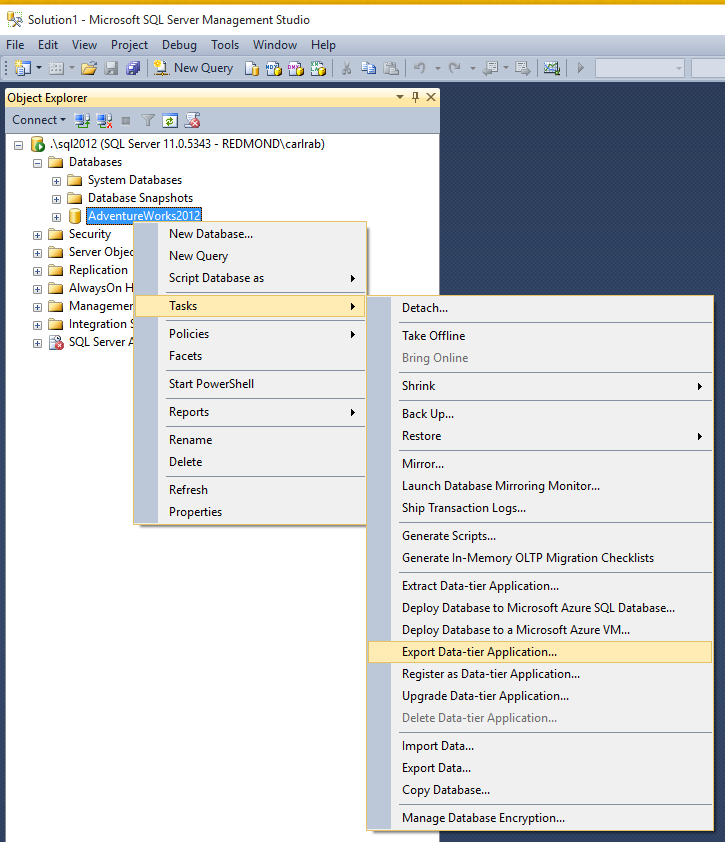 Solution1 - Microsoft SQL Server Management Studio
File Edit View Project Debug Tools Window Help
New Query
Object Explorer
Connect
.\sql2012 (SQL Server 11.0.5343 - REDMOND\carlrab)
Databases
System Databases
Database Snapshots
AdventureWorks2012
Security
Server Objec
Replication
AlwaysOn H
Managemer
Integration S
SQL Server A
New Database...
New Query
Script Database as
Tasks
Policies
Facets
Start PowerShell
Reports
Rename
Delete
Refresh
Properties
Detach...
Take Offline
Bring Online
Shrink
Back Up...
Restore
Mirror...
Launch Database Mirroring Monitor...
Ship Transaction Logs...
Generate Scripts...
Generate In-Memory OLTP Migration Checklists
Extract Data-tier Application...
Deploy Database to Microsoft Azure SQL Database...
Deploy Database to a Microsoft Azure VM...
Export Data-tier Application...
Register as Data-tier Application...
Upgrade Data-tier Application...
Delete Data-tier Application...
Import Data...
Export Data...
Copy Database...
Manage Database Encryption...